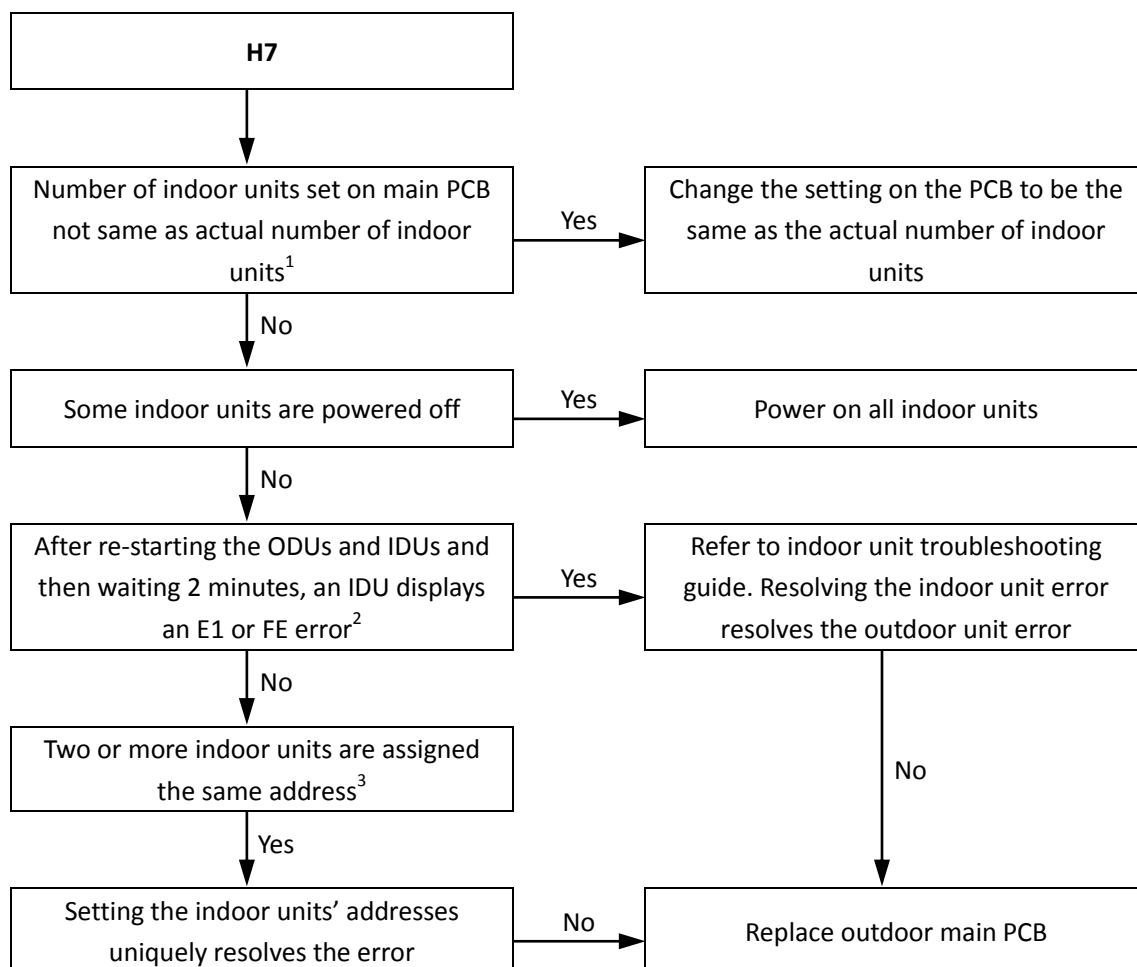 H7
Number of indoor units set on main PCB
not same as actual number of indoor
units1
Yes
Change the setting on the PCB to be the
same as the actual number of indoor
units
No
Some indoor units are powered off
Yes
Power on all indoor units
No
After re-starting the ODUs and IDUs and
then waiting 2 minutes, an IDU displays
an E1 or FE error2
Yes
Refer to indoor unit troubleshooting
guide. Resolving the indoor unit error
resolves the outdoor unit error
No
Two or more indoor units are assigned
the same address3
No
Yes
Setting the indoor units’ addresses
uniquely resolves the error
No
Replace outdoor main PCB